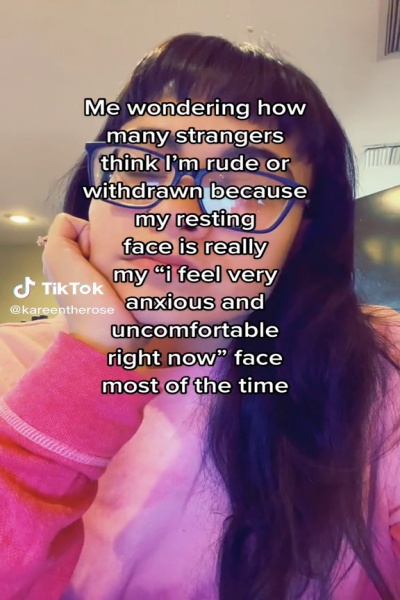 Me wondering how
many strangers
think I'm rude or
withdrawn because
my resting
face is really
my “i feel very
anxious and
uncomfortable
right now” face
most of the time
TikTok
@kareentherose